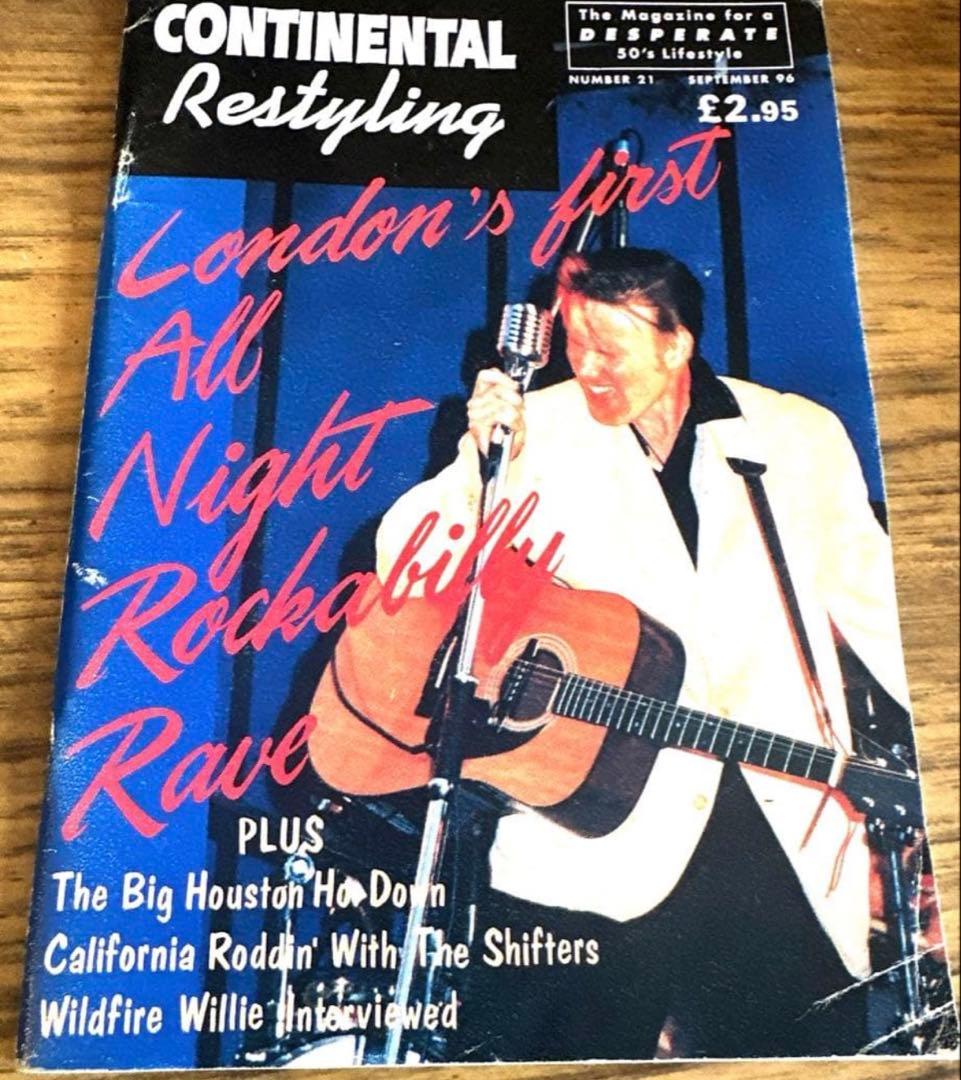 CONTINENTAL
Restyling
The Magazine for a
DESPERATE
50's Lifestyle
NUMBER 21 SEPTEMBER 96
£2.95
London's first
All
Night
Rockabilly
Rave
PLUS
The Big Houston Ho Down
California Roddin' With The Shifters
Wildfire Willie Interviewed